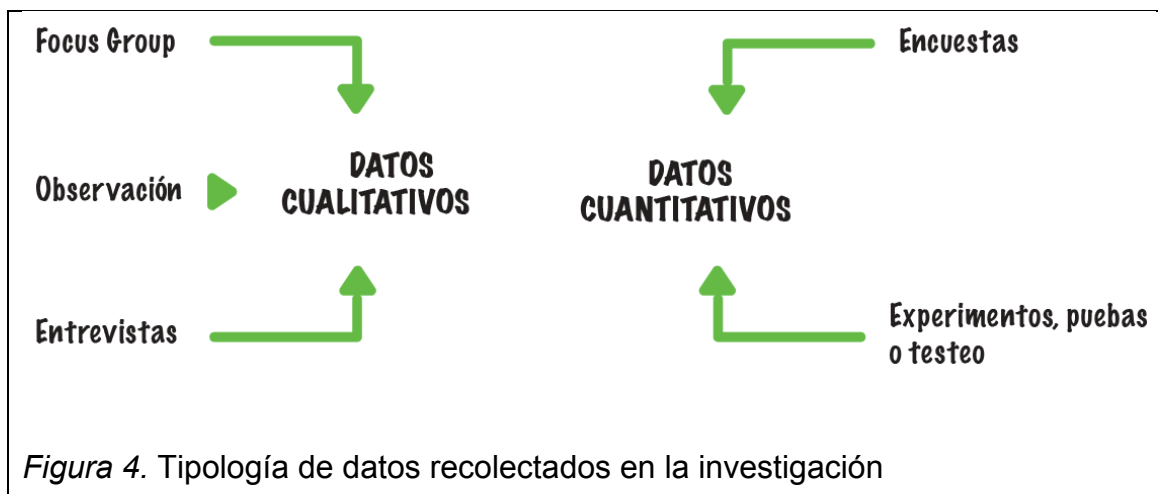 Focus Group
Encuestas
Observación
DATOS
CUALITATIVOS
DATOS
CUANTITATIVOS
Entrevistas
Experimentos, puebas
o testeo
Figura 4. Tipología de datos recolectados en la investigación